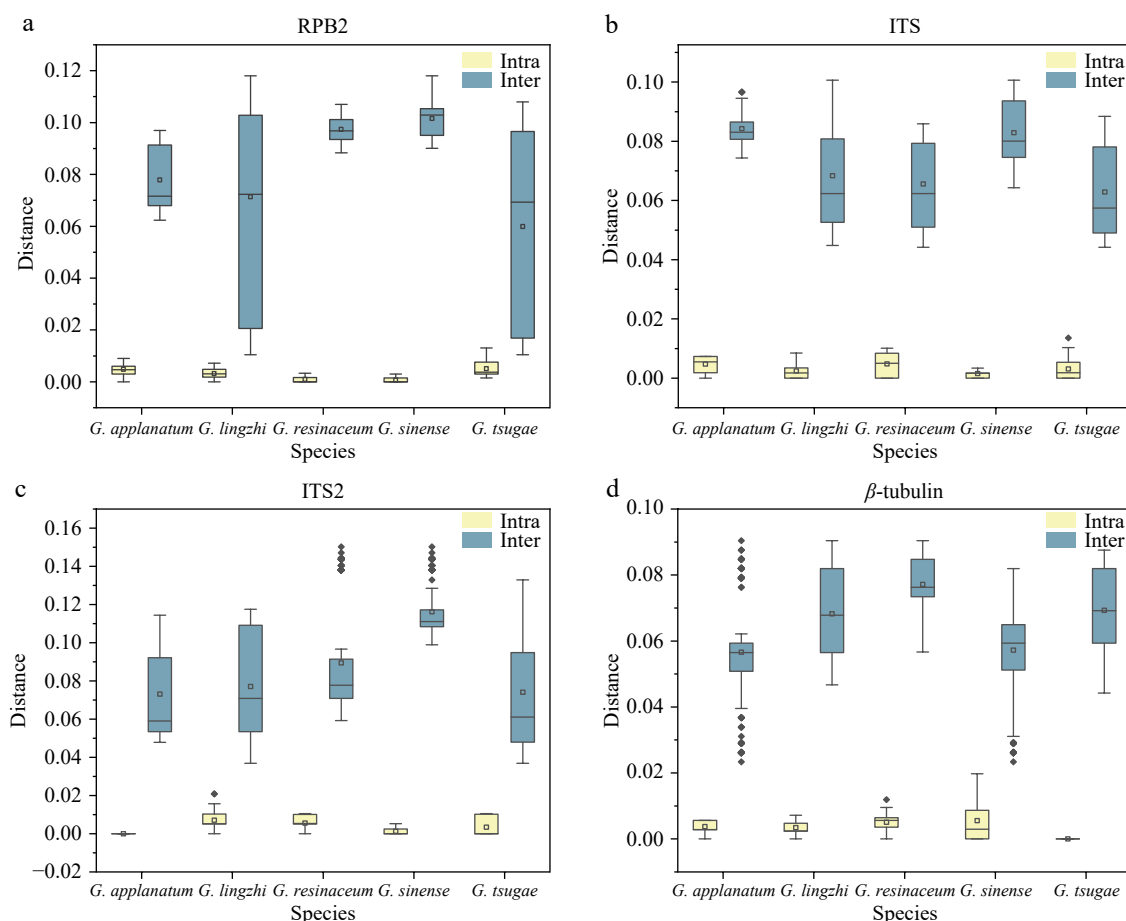 a
RPB2
Intra
Inter
0.12
0.10
0.08
0.06
0.04
0.02
0.00
Distance
G. applanatum G. lingzhi G. resinaceum G. sinense G. tsugae
Species
b
ITS
Intra
Inter
0.10
0.08
0.06
0.04
0.02
0.00
Distance
G. applanatum G. lingzhi G. resinaceum G. sinense G. tsugae
Species
c
ITS2
Intra
Inter
0.16
0.14
0.12
0.10
0.08
0.06
0.04
0.02
0.00
−0.02
Distance
G. applanatum G. lingzhi G. resinaceum G. sinense G. tsugae
Species
d
β-tubulin
Intra
Inter
0.10
0.08
0.06
0.04
0.02
0.00
Distance
G. applanatum G. lingzhi G. resinaceum G. sinense G. tsugae
Species